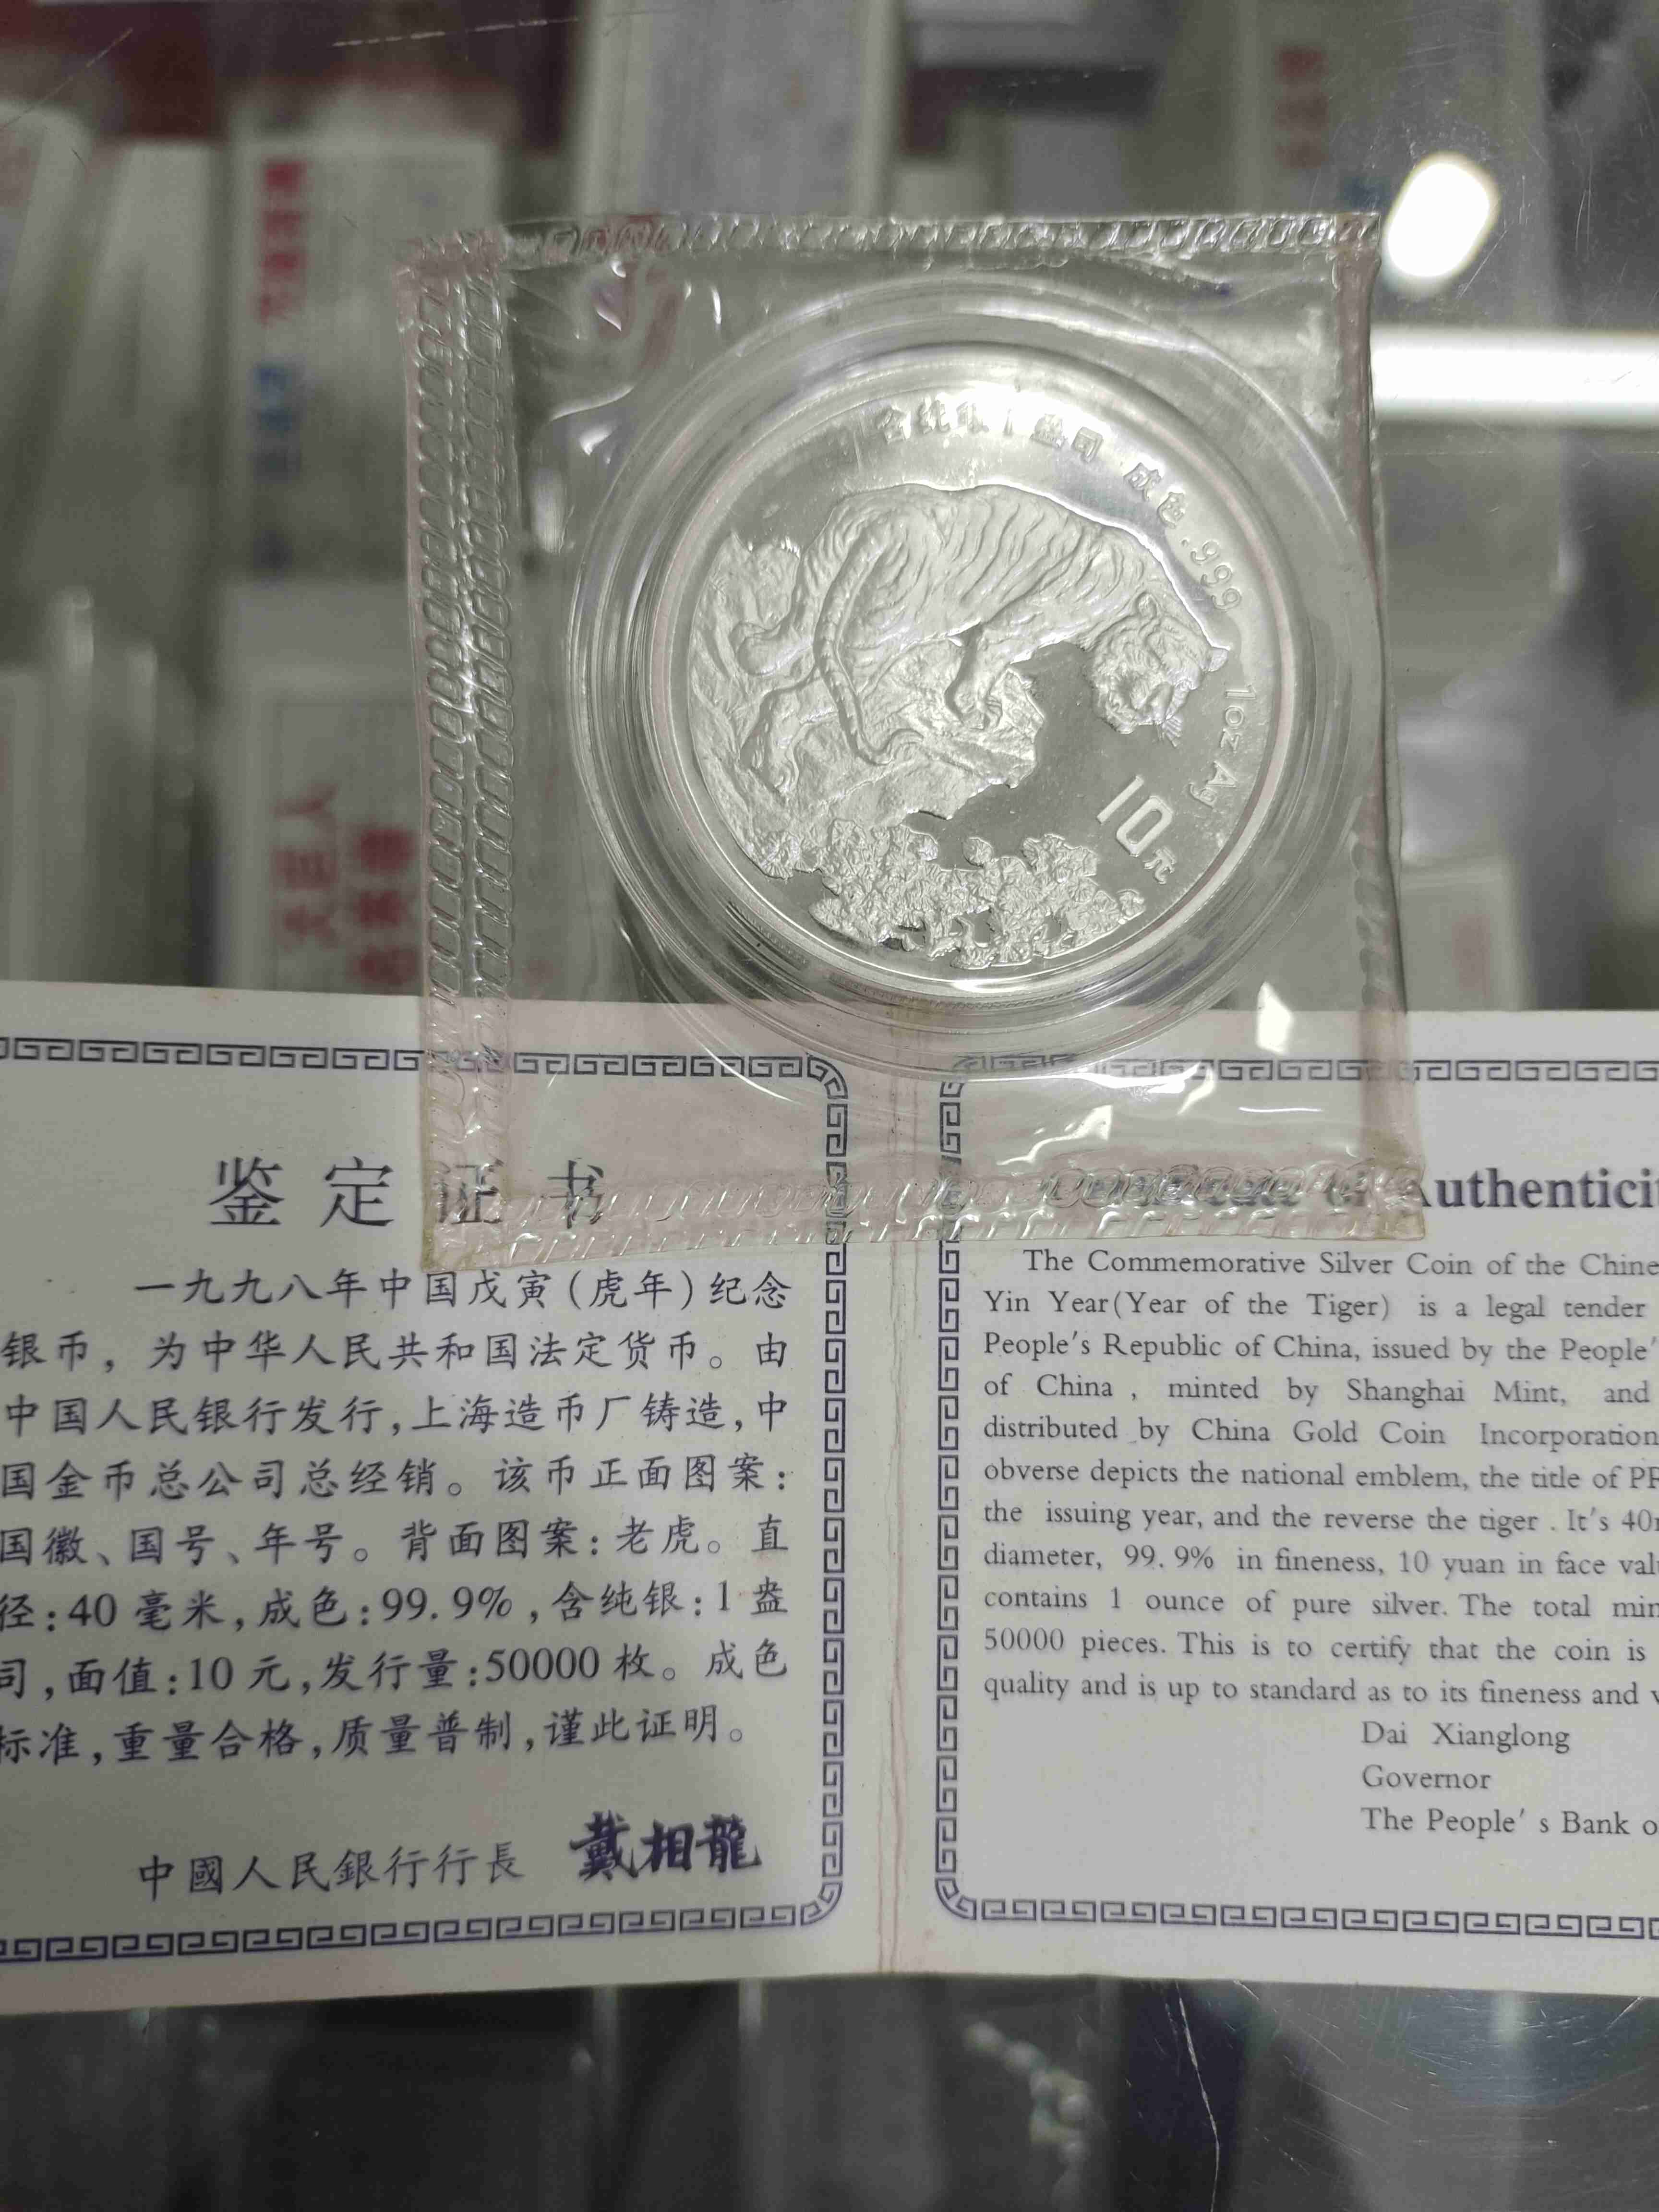 含纯银1盎司 成色.999
1oz Ag
10元
鉴定证书
一九九八年中国戊寅(虎年)纪念
银币,为中华人民共和国法定货币。由
中国人民银行发行,上海造币厂铸造,中
国金币总公司总经销。该币正面图案:
国徽、国号、年号。背面图案:老虎。直
径:40毫米,成色:99.9%,含纯银:1盎
司,面值:10元,发行量:50000枚。成色
标准,重量合格,质量普制,谨此证明。
中國人民銀行行長 戴相龍
Authentici
The Commemorative Silver Coin of the Chine
Yin Year(Year of the Tiger) is a legal tender
People's Republic of China, issued by the People'
of China , minted by Shanghai Mint, and
distributed by China Gold Coin Incorporation
obverse depicts the national emblem, the title of PR
the issuing year, and the reverse the tiger . It's 40
diameter, 99.9% in fineness, 10 yuan in face val
contains 1 ounce of pure silver. The total min
50000 pieces. This is to certify that the coin is
quality and is up to standard as to its fineness and
Dai Xianglong
Governor
The People's Bank o